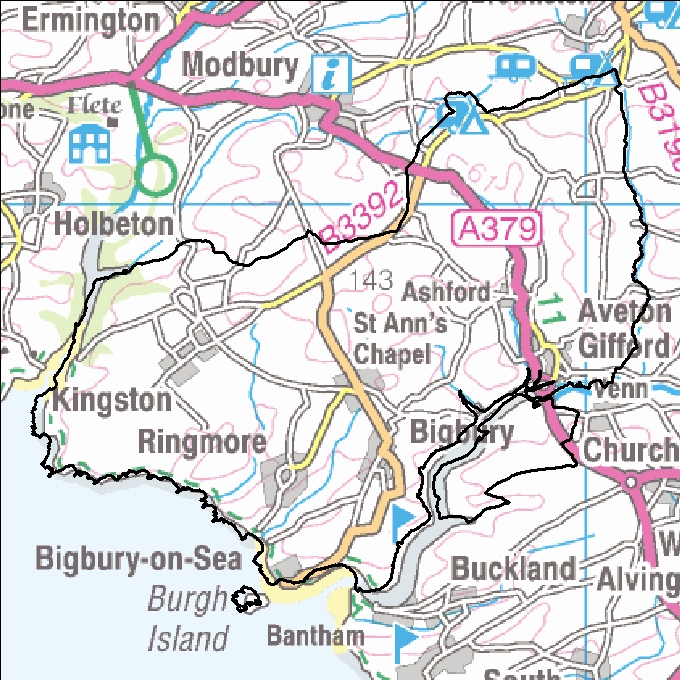 Ermington
Modbury
one
Flete
B3392
Holbeton
A379
143
Ashford
11
St Ann's
Chapel
Aveton
Gifford
Kingston
Venn
Ringmore
Bigbury
Church
Bigbury-on-Sea
Burgh
Island
Bantham
Buckland
Alving
South